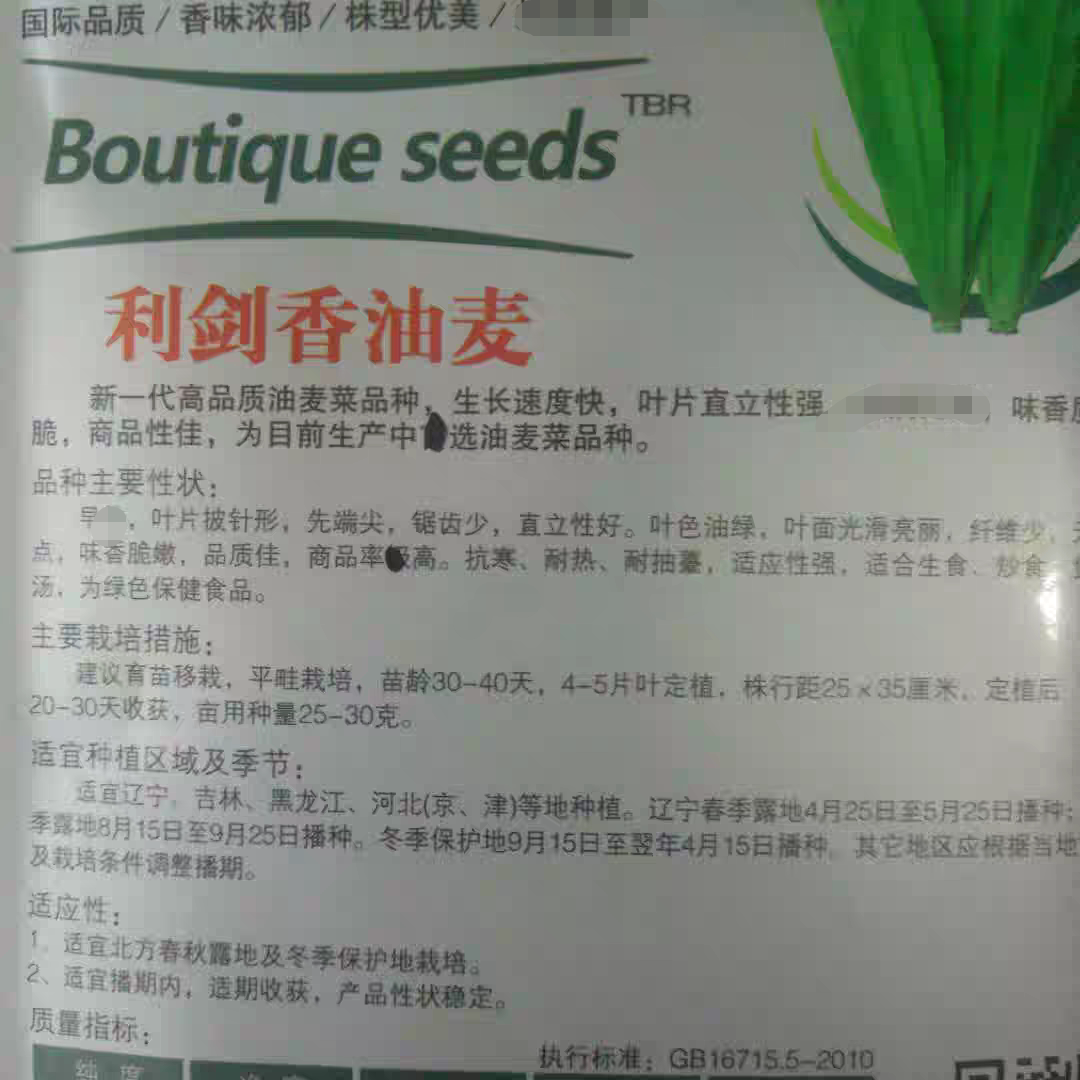 国际品质/香味浓郁/株型优美/
TBR
Boutique seeds
利剑香油麦
新一代高品质油麦菜品种，生长速度快，叶片直立性强 ，味香
脆，商品性佳，为目前生产中 选油麦菜品种。
品种主要性状：
早 ，叶片披针形，先端尖，锯齿少，直立性好。叶色油绿，叶面光滑亮丽，纤维少，
点，味香脆嫩，品质佳，商品率 高。抗寒、耐热、耐抽薹，适应性强，适合生食、炒食
汤，为绿色保健食品。
主要栽培措施：
建议育苗移栽，平畦栽培，苗龄30-40天，4-5片叶定植，株行距25×35厘米，定植后
20-30天收获，亩用种量25-30克。
适宜种植区域及季节：
适宜辽宁、吉林、黑龙江、河北(京、津)等地种植。辽宁春季露地4月25日至5月25日播种；
季露地8月15日至9月25日播种。冬季保护地9月15日至翌年4月15日播种，其它地区应根据当地
及栽培条件调整播期。
适应性：
1、适宜北方春秋露地及冬季保护地栽培。
2、适宜播期内，适期收获，产品性状稳定。
质量指标：
执行标准：GB16715.5-2010
纯度